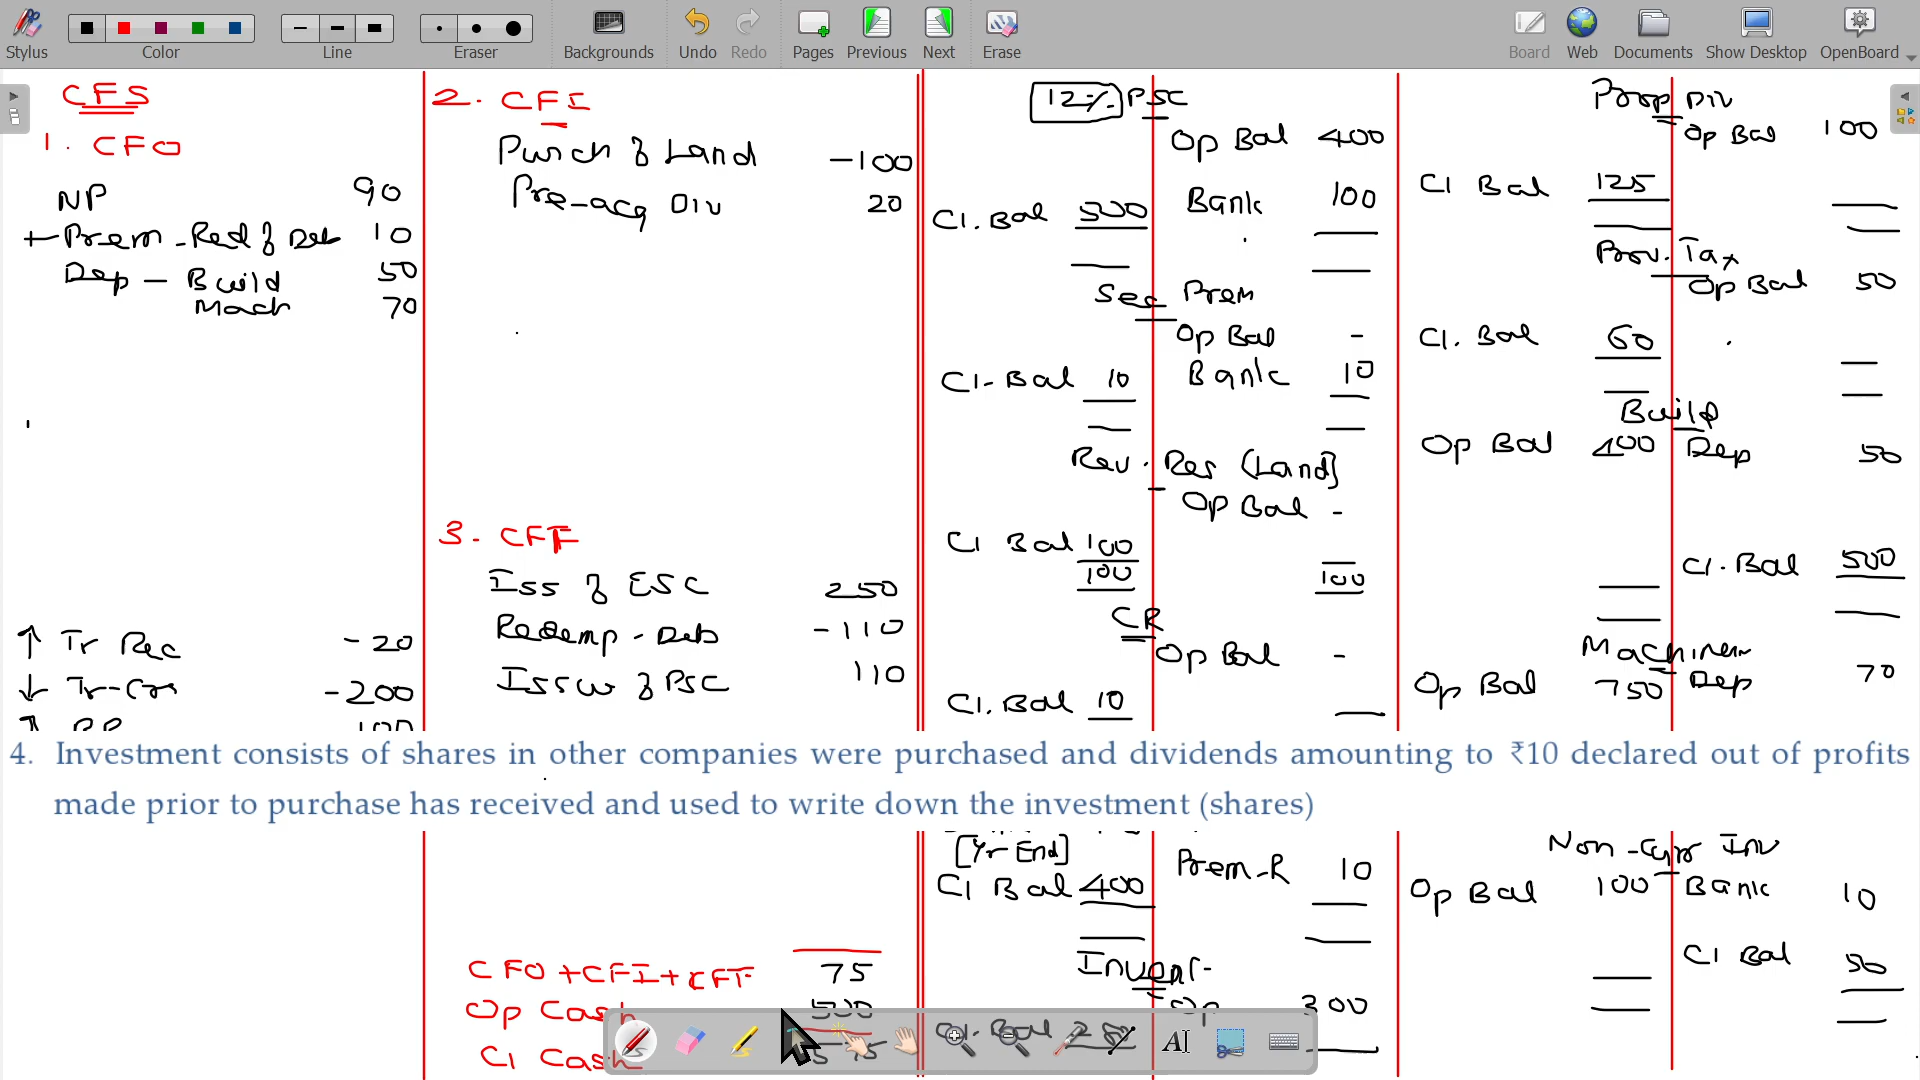 Stylus
Color
Line
Eraser
Backgrounds
Undo
Redo
Pages
Previous
Next
Erase
Board
Web
Documents
Show Desktop
OpenBoard
CFS
1. CFO
NP 90
+ Prem - Red of Deb 10
Dep - Build 50
Mach 70
↑ Tr Rec -20
↓ Tr-Crs -200
2. CFI
Purch of Land -100
Pre-acq Div 20
3. CFF
Iss of ESC 250
Redemp - Deb -110
Issue of PSC 110
CFO + CFI + CFF 75
Op Cash 500
Cl Cash
12% PSC
Op Bal 400
Bank 100
Cl. Bal 500
Sec Prem
Op Bal -
Cl-Bal 10 Bank 10
Rev. Res (Land)
Op Bal -
Cl Bal 100
100 100
CR
Op Bal -
Cl. Bal 10
[Yr End] Prem-R 10
Cl Bal 400
Invent-
Op 300
Cl. Bal
Prop Div
Op Bal 100
Cl Bal 125
Prov. Tax
Op Bal 50
Cl. Bal 60
Build
Op Bal 400 Dep 50
Cl. Bal 500
Machinery
Op Bal 750 Dep 70
4. Investment consists of shares in other companies were purchased and dividends amounting to ₹10 declared out of profits
made prior to purchase has received and used to write down the investment (shares)
Non-Curr Inv
Op Bal 100 Bank 10
Cl Bal 50